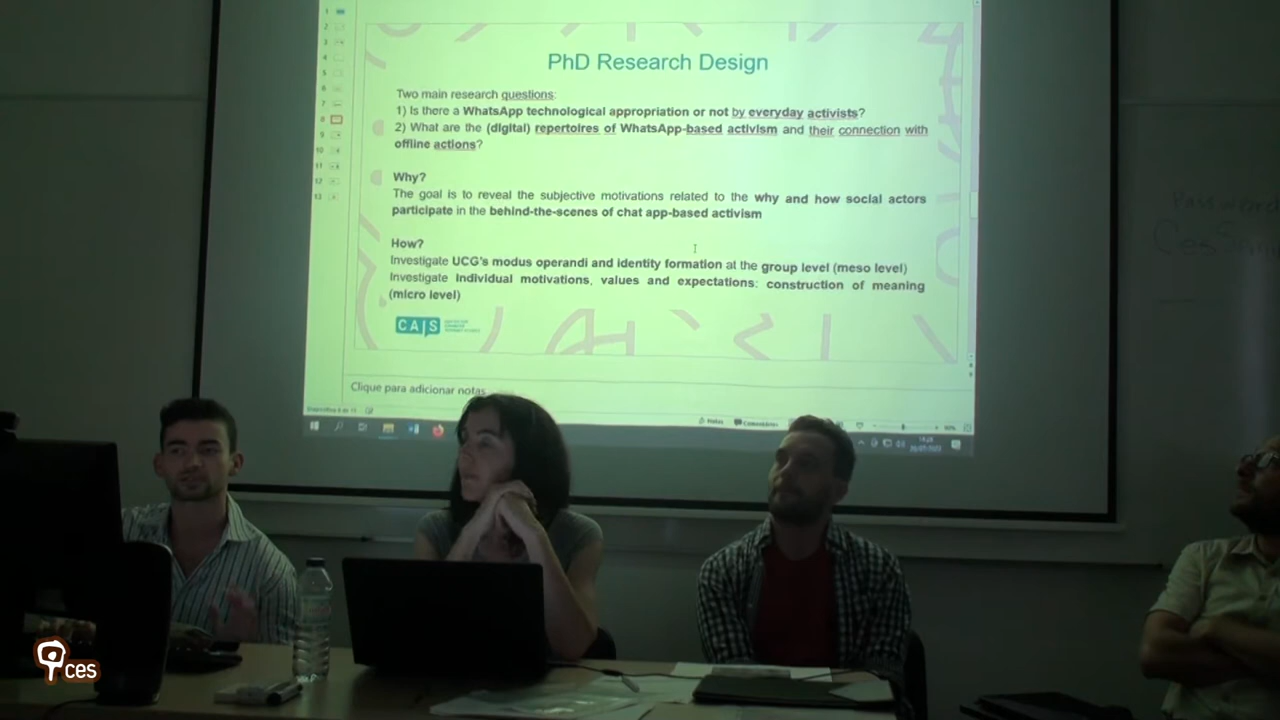 PhD Research Design
Two main research questions:
1) Is there a WhatsApp technological appropriation or not by everyday activists?
2) What are the (digital) repertoires of WhatsApp-based activism and their connection with
offline actions?
Why?
The goal is to reveal the subjective motivations related to the why and how social actors
participate in the behind-the-scenes of chat app-based activism
How?
Investigate UCG's modus operandi and identity formation at the group level (meso level)
Investigate individual motivations, values and expectations: construction of meaning
(micro level)
CAIS
Clique para adicionar notas
Notas
Comentários
ces